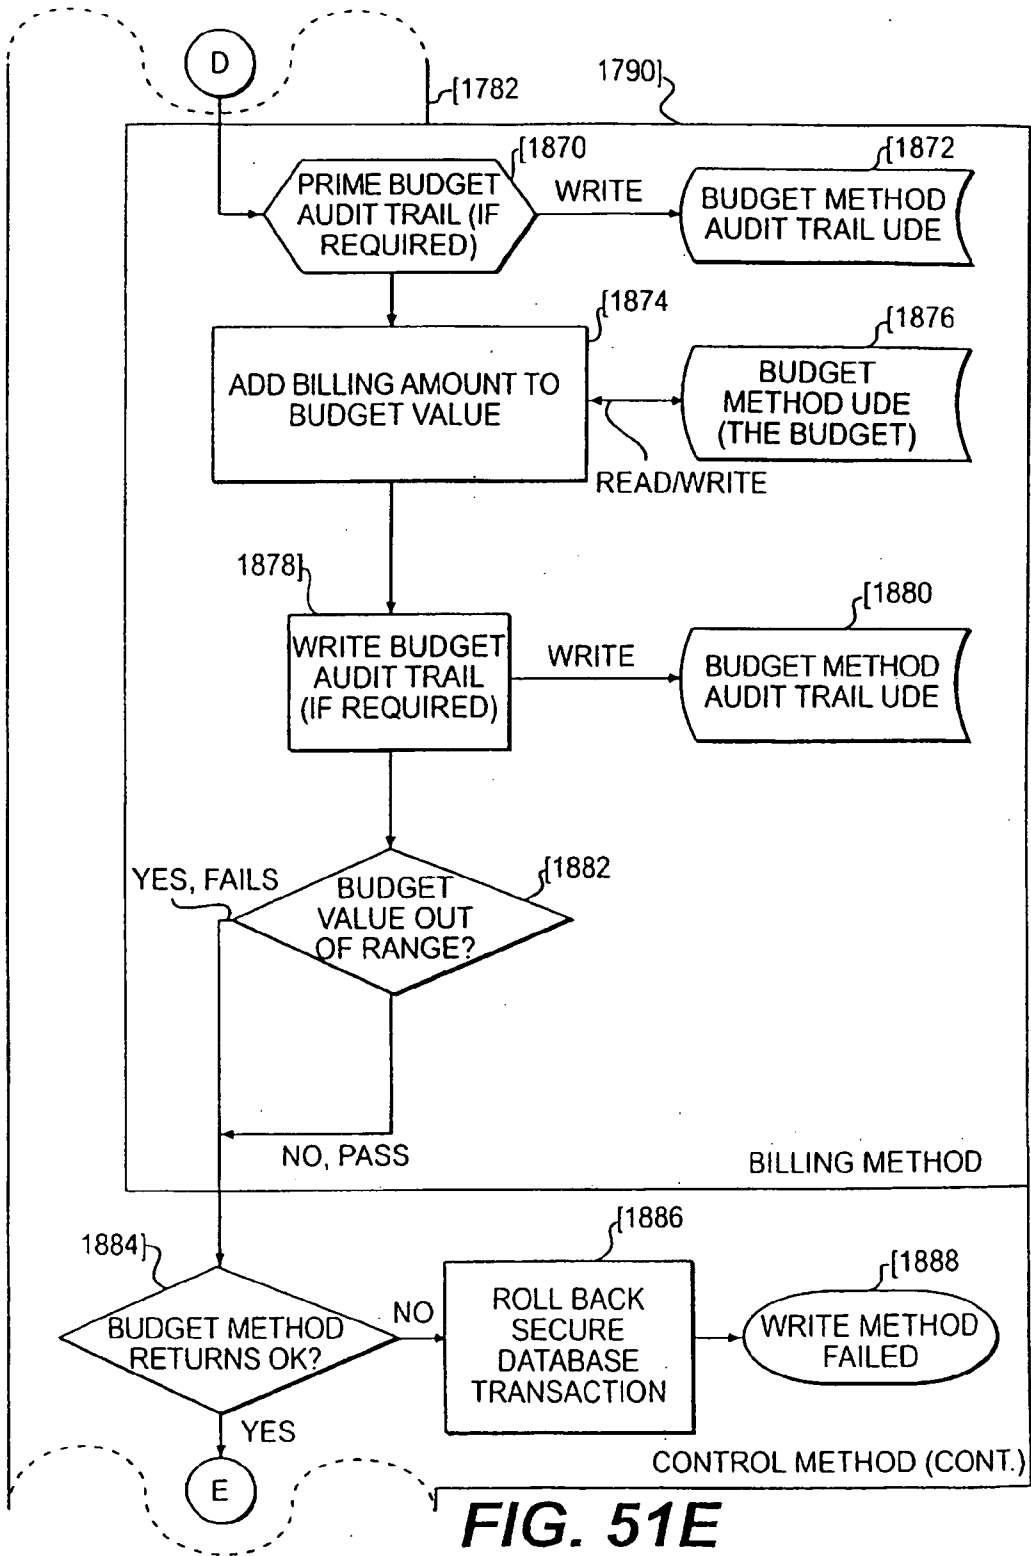 D
[1782
1790]
[1870
PRIME BUDGET
AUDIT TRAIL (IF
REQUIRED)
WRITE
[1872
BUDGET METHOD
AUDIT TRAIL UDE
[1874
ADD BILLING AMOUNT TO
BUDGET VALUE
[1876
BUDGET
METHOD UDE
(THE BUDGET)
READ/WRITE
1878]
WRITE BUDGET
AUDIT TRAIL
(IF REQUIRED)
WRITE
[1880
BUDGET METHOD
AUDIT TRAIL UDE
YES, FAILS
[1882
BUDGET
VALUE OUT
OF RANGE?
NO, PASS
BILLING METHOD
1884]
BUDGET METHOD
RETURNS OK?
NO
[1886
ROLL BACK
SECURE
DATABASE
TRANSACTION
[1888
WRITE METHOD
FAILED
YES
E
CONTROL METHOD (CONT.)
FIG. 51E